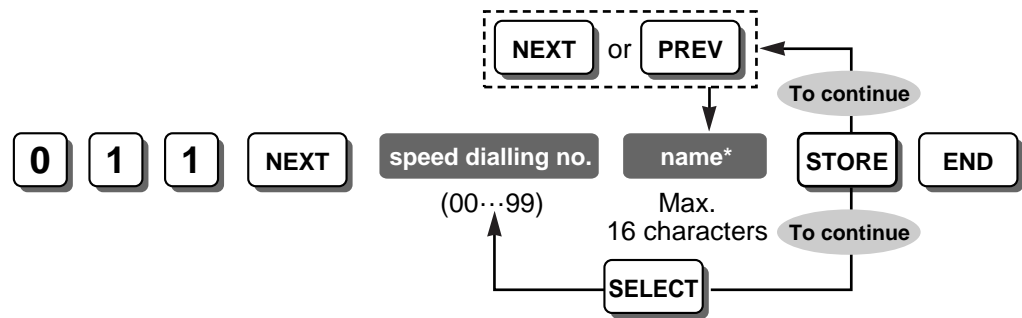 NEXT or PREV
To continue
0 1 1 NEXT speed dialling no. name* STORE END
(00···99) Max.
16 characters To continue
SELECT